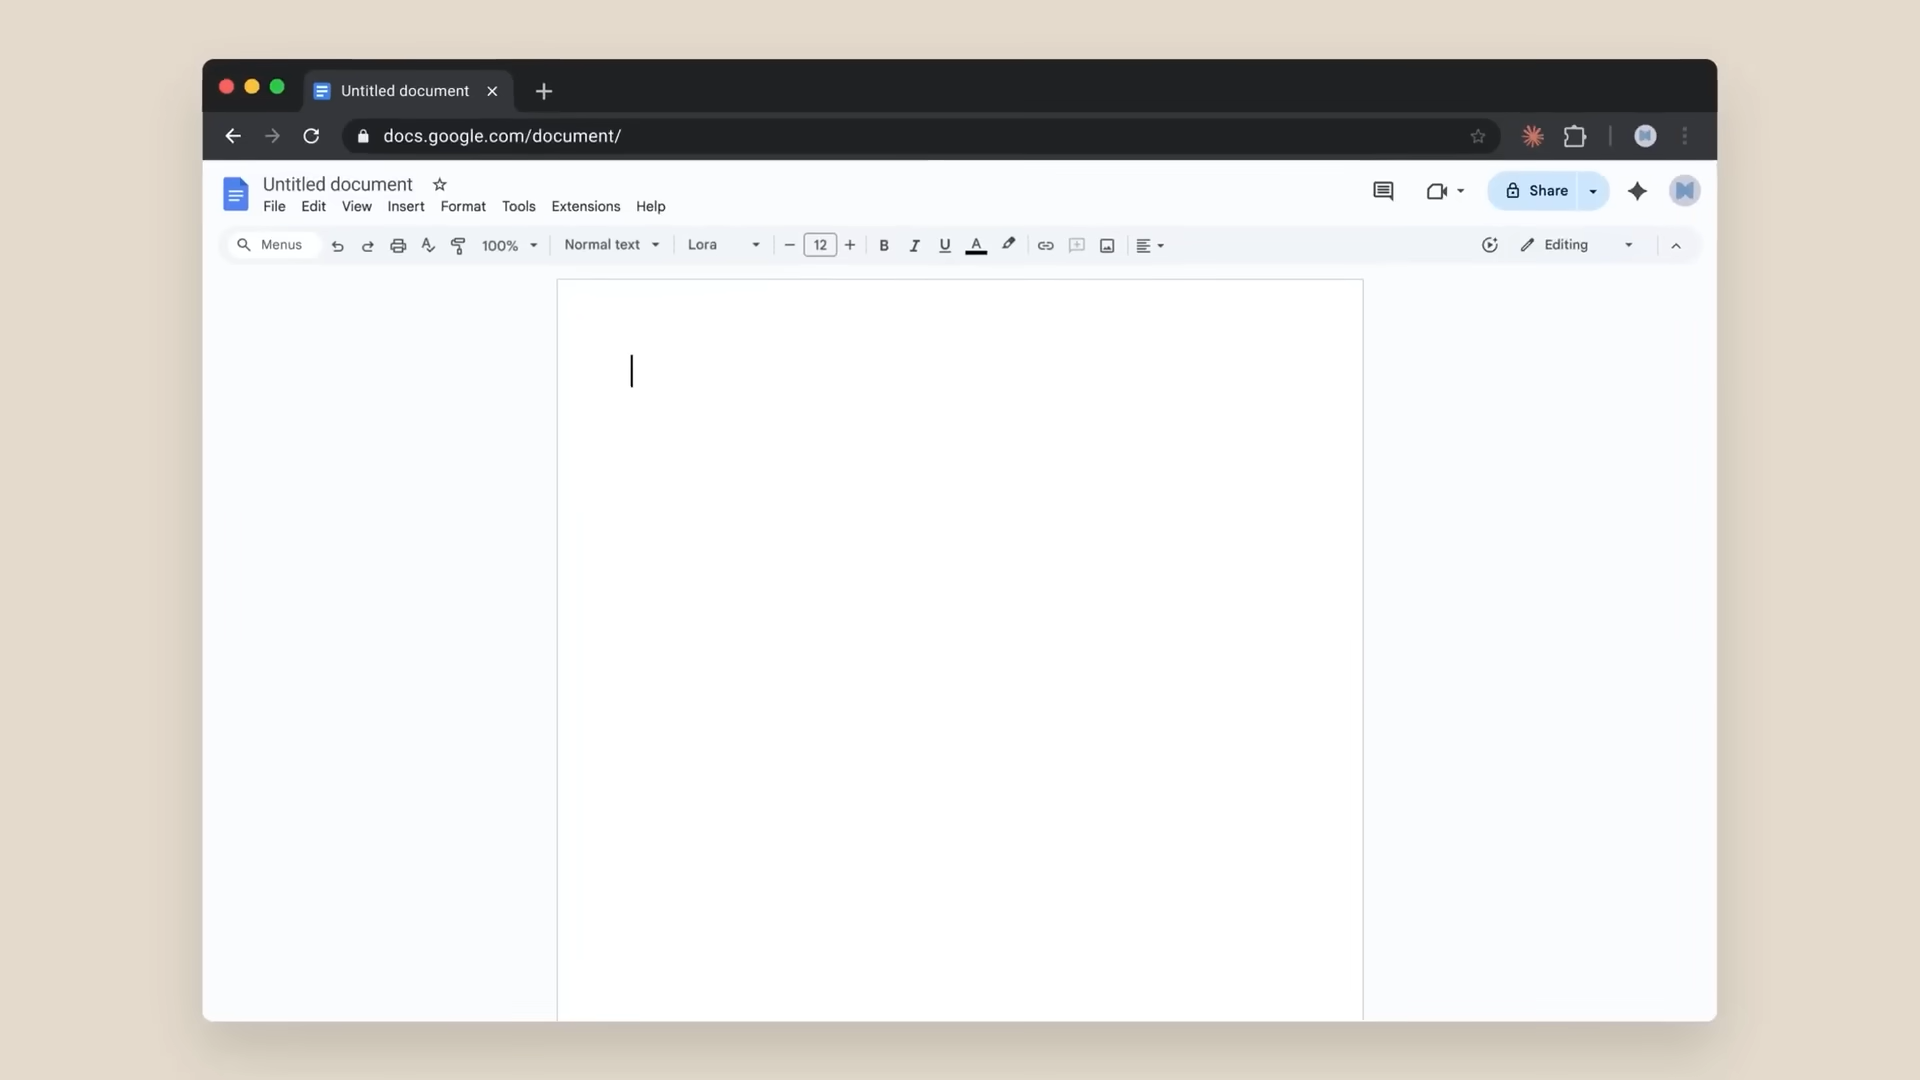 Untitled document
docs.google.com/document/
Untitled document
File Edit View Insert Format Tools Extensions Help
Share
Menus 100% Normal text Lora 12 B I U A Editing